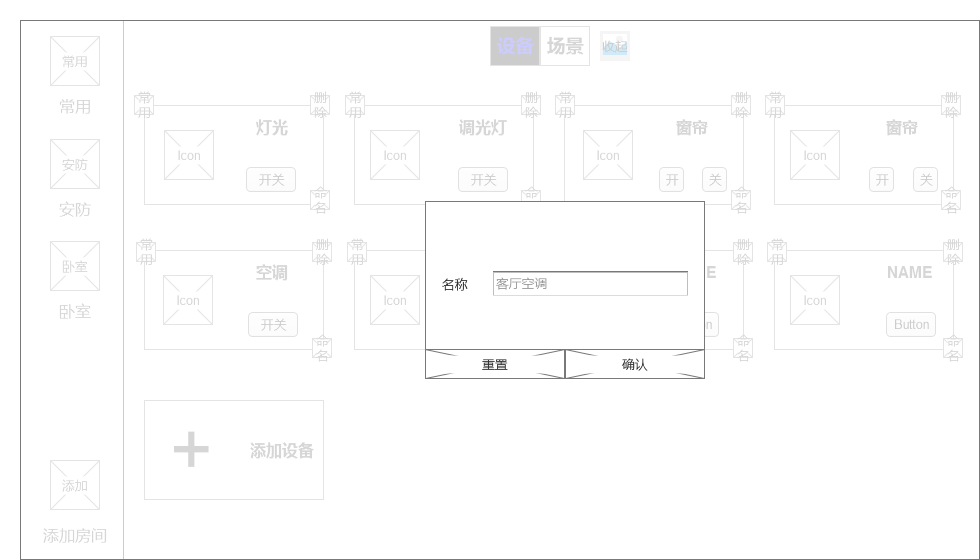 设备 场景 收起
常用
常用
安防
安防
卧室
卧室
添加
添加房间
常用 灯光 删除
Icon 开关 命名
常用 调光灯 删除
Icon 开关 命
常用 窗帘 删除
Icon 开 关 命名
常用 窗帘 删除
Icon 开 关 命名
常用 空调 删除
Icon 开关 命名
常用
Icon
E 删除
n 命名
常用 NAME 删除
Icon Button 命名
名称 客厅空调
重置 确认
添加设备